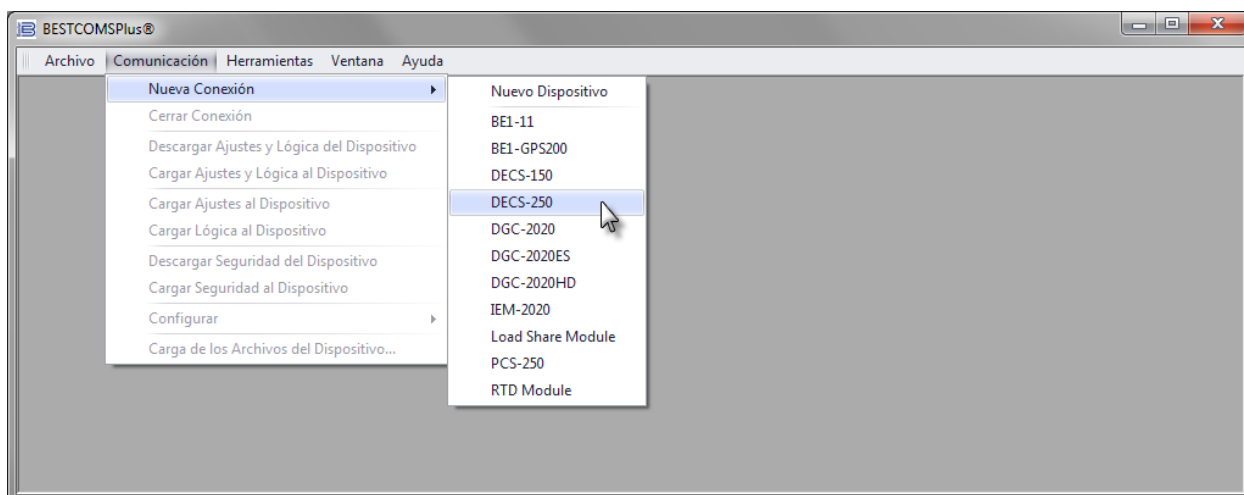 BESTCOMSPlus®
Archivo Comunicación Herramientas Ventana Ayuda
Nueva Conexión
Cerrar Conexión
Descargar Ajustes y Lógica del Dispositivo
Cargar Ajustes y Lógica al Dispositivo
Cargar Ajustes al Dispositivo
Cargar Lógica al Dispositivo
Descargar Seguridad del Dispositivo
Cargar Seguridad al Dispositivo
Configurar
Carga de los Archivos del Dispositivo...
Nuevo Dispositivo
BE1-11
BE1-GPS200
DECS-150
DECS-250
DGC-2020
DGC-2020ES
DGC-2020HD
IEM-2020
Load Share Module
PCS-250
RTD Module